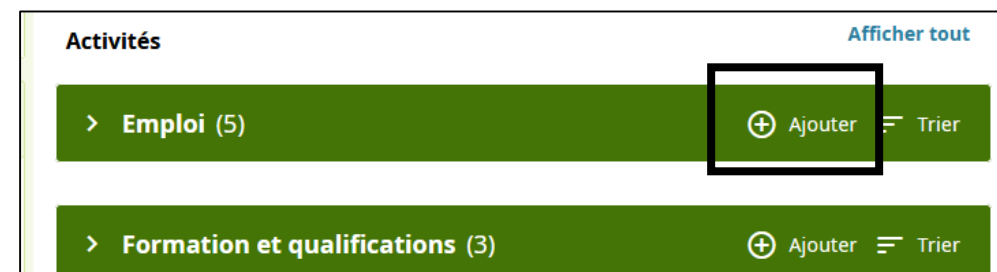 Activités Afficher tout
Emploi (5) Ajouter Trier
Formation et qualifications (3) Ajouter Trier